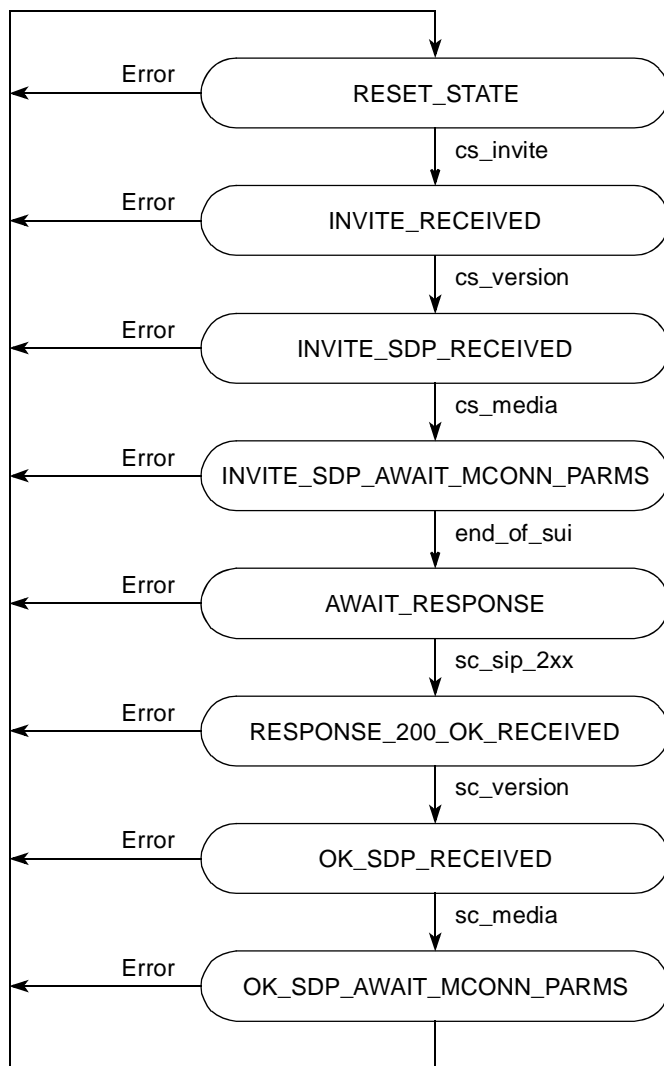 Error
RESET_STATE
cs_invite
Error
INVITE_RECEIVED
cs_version
Error
INVITE_SDP_RECEIVED
cs_media
Error
INVITE_SDP_AWAIT_MCONN_PARMS
end_of_sui
Error
AWAIT_RESPONSE
sc_sip_2xx
Error
RESPONSE_200_OK_RECEIVED
sc_version
Error
OK_SDP_RECEIVED
sc_media
Error
OK_SDP_AWAIT_MCONN_PARMS